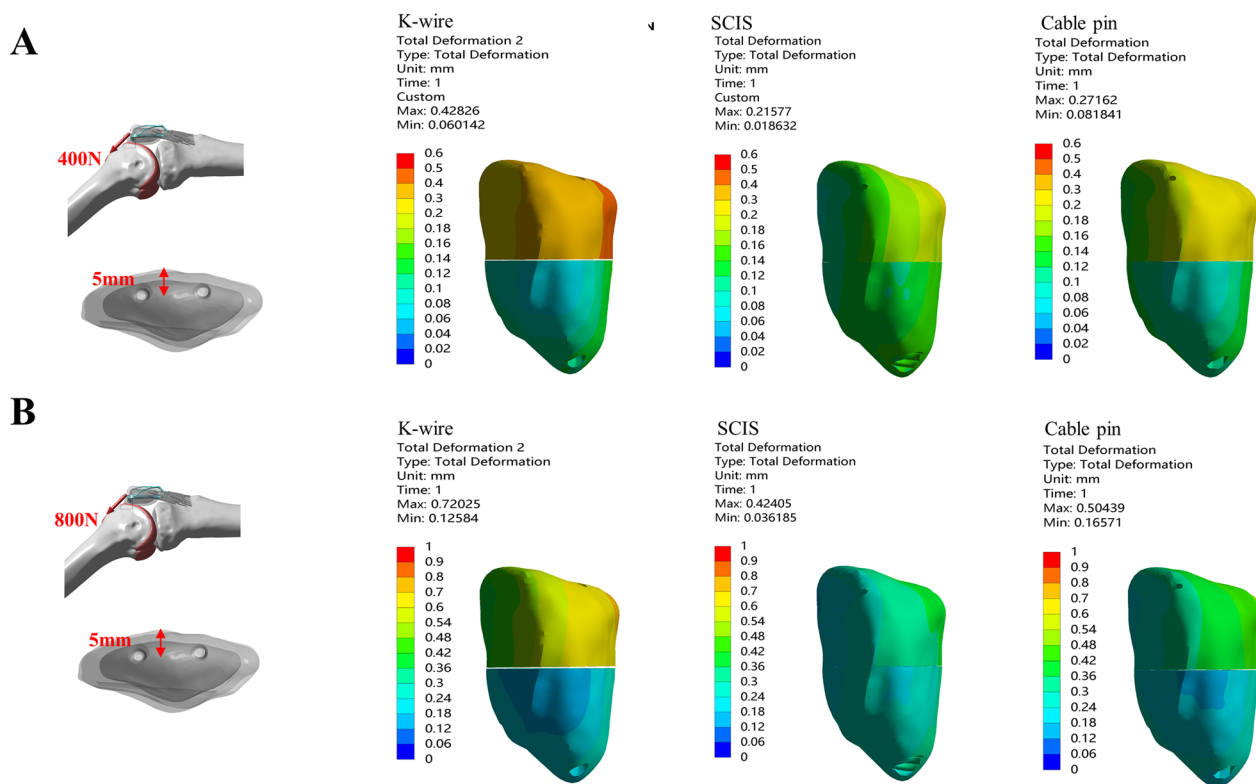 A
400N
5mm
K-wire
Total Deformation 2
Type: Total Deformation
Unit: mm
Time: 1
Custom
Max: 0.42826
Min: 0.060142
0.6
0.5
0.4
0.3
0.2
0.18
0.16
0.14
0.12
0.1
0.08
0.06
0.04
0.02
0
SCIS
Total Deformation
Type: Total Deformation
Unit: mm
Time: 1
Custom
Max: 0.21577
Min: 0.018632
0.6
0.5
0.4
0.3
0.2
0.18
0.16
0.14
0.12
0.1
0.08
0.06
0.04
0.02
0
Cable pin
Total Deformation
Type: Total Deformation
Unit: mm
Time: 1
Max: 0.27162
Min: 0.081841
0.6
0.5
0.4
0.3
0.2
0.18
0.16
0.14
0.12
0.1
0.08
0.06
0.04
0.02
0
B
800N
5mm
K-wire
Total Deformation 2
Type: Total Deformation
Unit: mm
Time: 1
Max: 0.72025
Min: 0.12584
1
0.9
0.8
0.7
0.6
0.54
0.48
0.42
0.36
0.3
0.24
0.18
0.12
0.06
0
SCIS
Total Deformation
Type: Total Deformation
Unit: mm
Time: 1
Max: 0.42405
Min: 0.036185
1
0.9
0.8
0.7
0.6
0.54
0.48
0.42
0.36
0.3
0.24
0.18
0.12
0.06
0
Cable pin
Total Deformation
Type: Total Deformation
Unit: mm
Time: 1
Max: 0.50439
Min: 0.16571
1
0.9
0.8
0.7
0.6
0.54
0.48
0.42
0.36
0.3
0.24
0.18
0.12
0.06
0